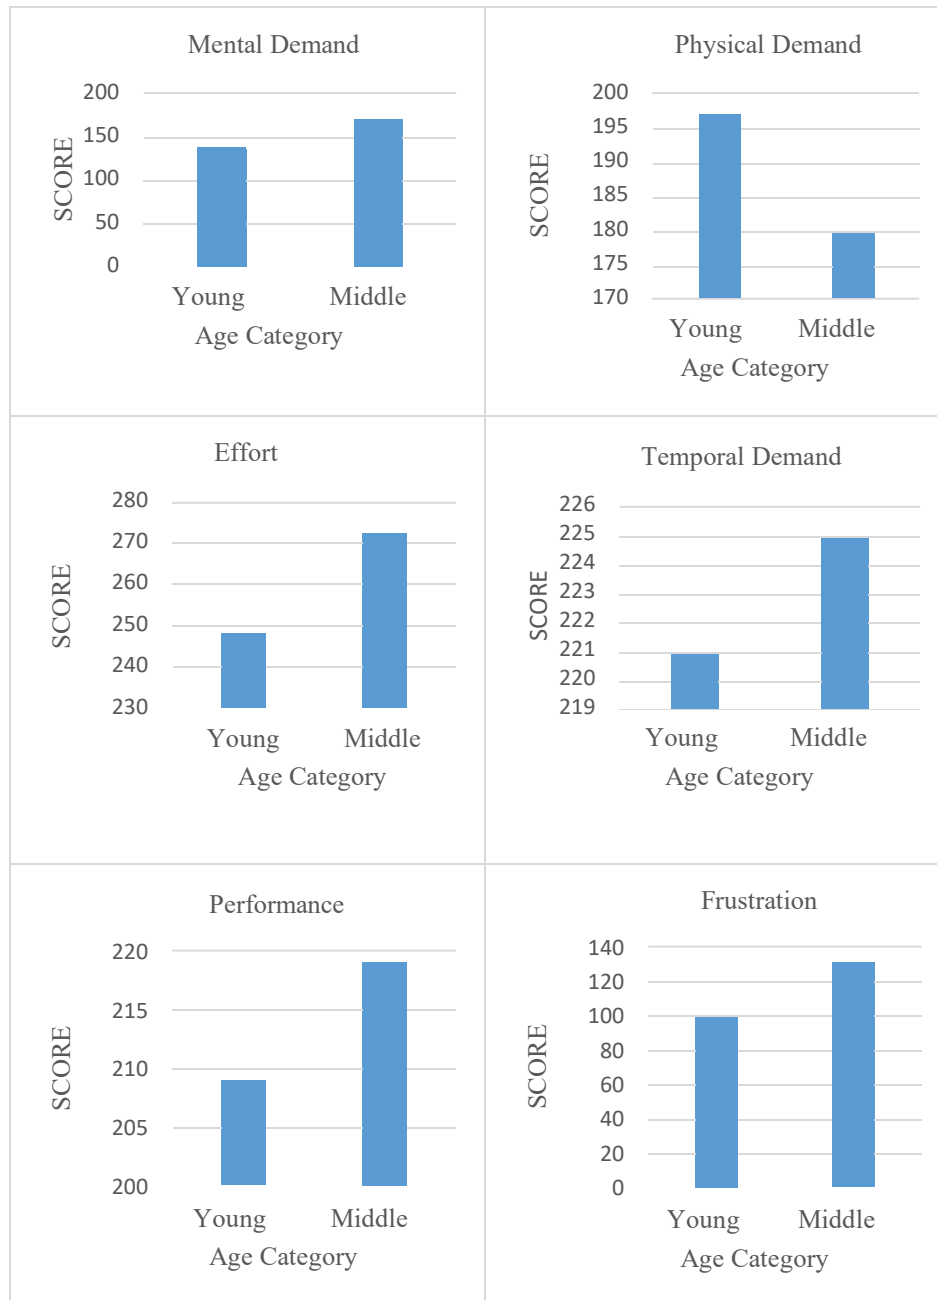 Mental Demand
200
150
100
50
0
SCORE
Young Middle
Age Category
Physical Demand
200
195
190
185
180
175
170
SCORE
Young Middle
Age Category
Effort
280
270
260
250
240
230
SCORE
Young Middle
Age Category
Temporal Demand
226
225
224
223
222
221
220
219
SCORE
Young Middle
Age Category
Performance
220
215
210
205
200
SCORE
Young Middle
Age Category
Frustration
140
120
100
80
60
40
20
0
SCORE
Young Middle
Age Category